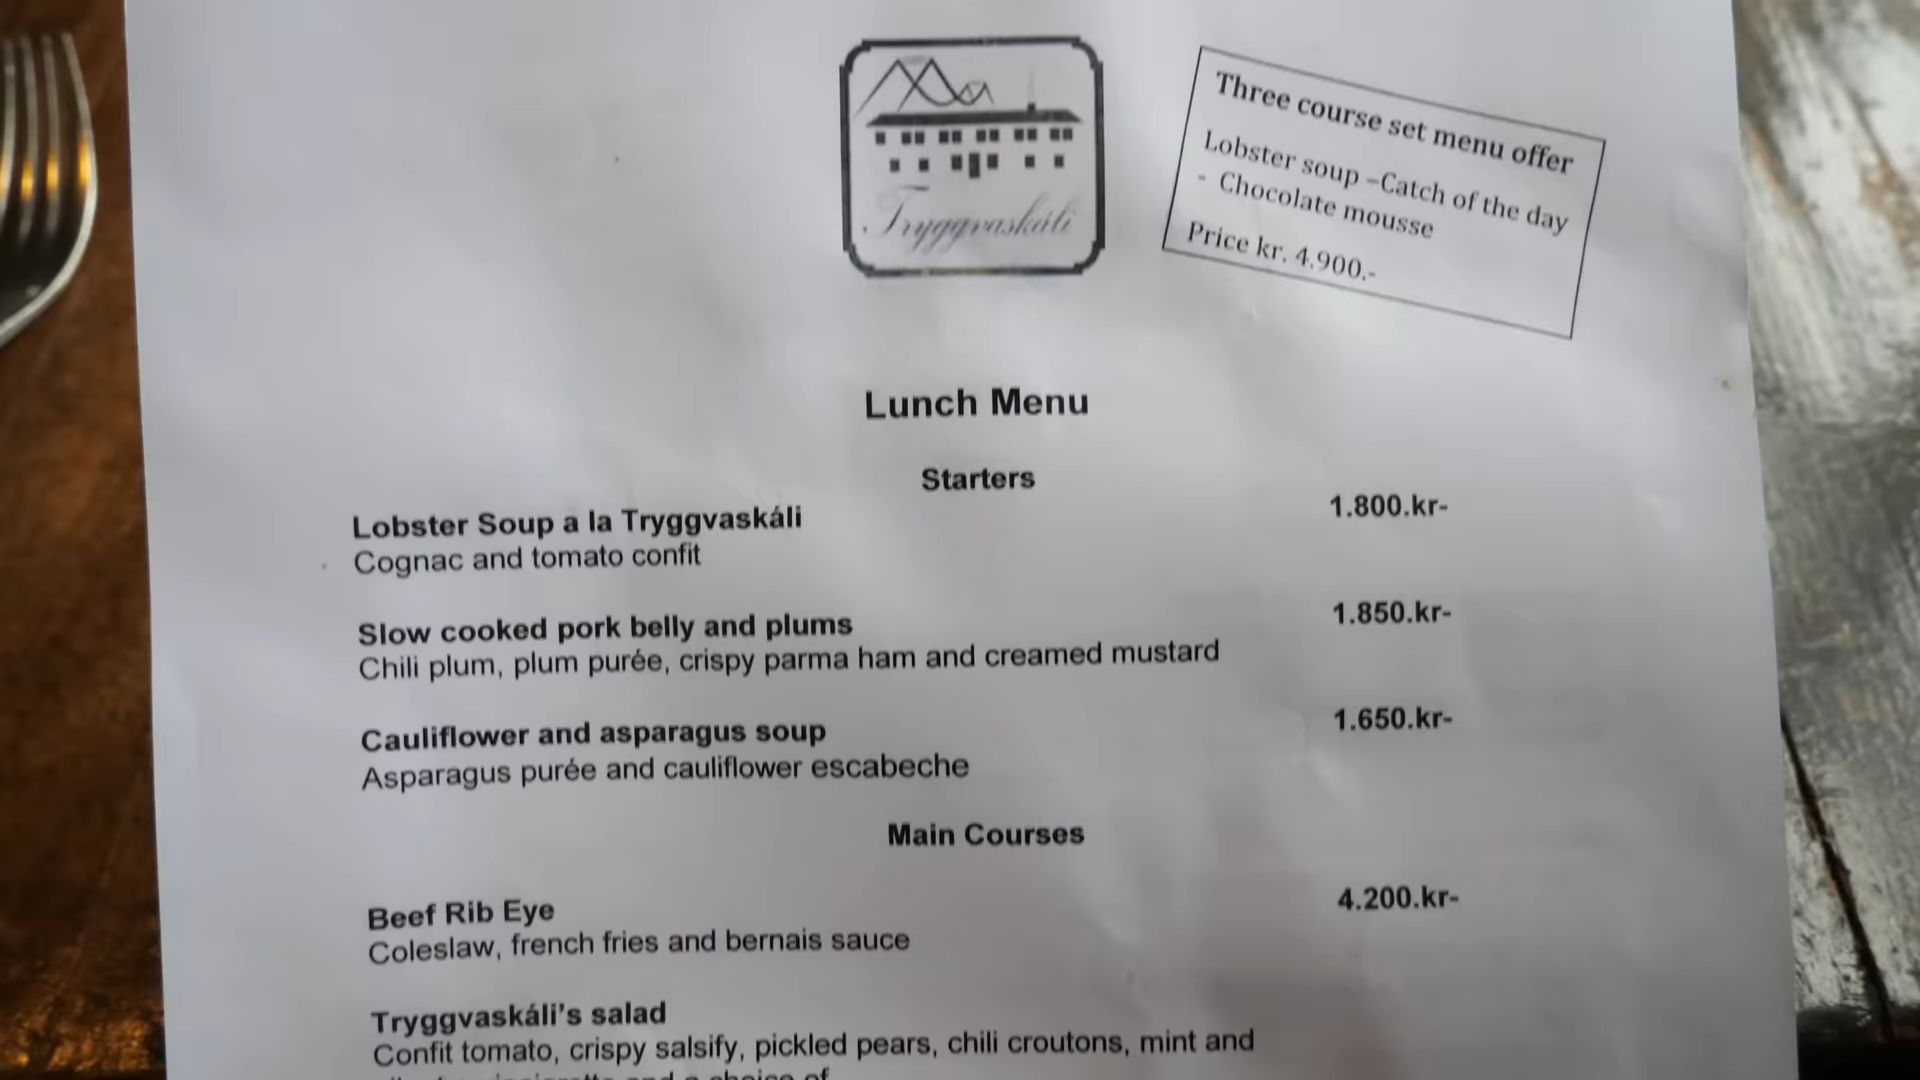 Tryggvaskáli
Three course set menu offer
Lobster soup –Catch of the day
- Chocolate mousse
Price kr. 4.900.-
Lunch Menu
Starters
Lobster Soup a la Tryggvaskáli 1.800.kr-
Cognac and tomato confit
Slow cooked pork belly and plums 1.850.kr-
Chili plum, plum purée, crispy parma ham and creamed mustard
Cauliflower and asparagus soup 1.650.kr-
Asparagus purée and cauliflower escabeche
Main Courses
Beef Rib Eye 4.200.kr-
Coleslaw, french fries and bernais sauce
Tryggvaskáli's salad
Confit tomato, crispy salsify, pickled pears, chili croutons, mint and
and a choice of